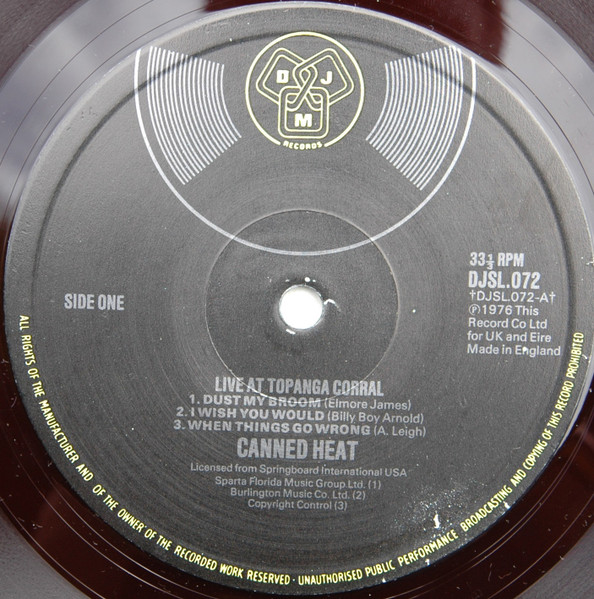 D J
M
RECORDS
SIDE ONE
33⅓ RPM
DJSL.072
†DJSL.072-A†
Ⓟ1976 This
Record Co Ltd
for UK and Eire
Made in England
LIVE AT TOPANGA CORRAL
1. DUST MY BROOM (Elmore James)
2. I WISH YOU WOULD (Billy Boy Arnold)
3. WHEN THINGS GO WRONG (A. Leigh)
CANNED HEAT
Licensed from Springboard International USA
Sparta Florida Music Group Ltd. (1)
Burlington Music Co. Ltd. (2)
Copyright Control (3)
ALL RIGHTS OF THE MANUFACTURER AND OF THE OWNER OF THE RECORDED WORK RESERVED · UNAUTHORISED PUBLIC PERFORMANCE BROADCASTING AND COPYING OF THIS RECORD PROHIBITED